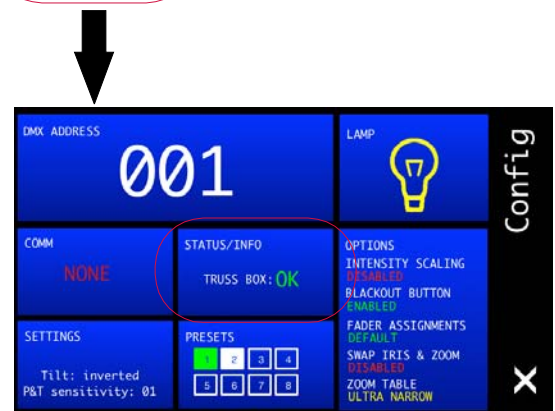 DMX ADDRESS
001
LAMP
Config
COMM
NONE
STATUS/INFO
TRUSS BOX: OK
OPTIONS
INTENSITY SCALING
DISABLED
BLACKOUT BUTTON
ENABLED
FADER ASSIGNMENTS
DEFAULT
SWAP IRIS & ZOOM
DISABLED
ZOOM TABLE
ULTRA NARROW
SETTINGS
Tilt: inverted
P&T sensitivity: 01
PRESETS
1 2 3 4
5 6 7 8
X